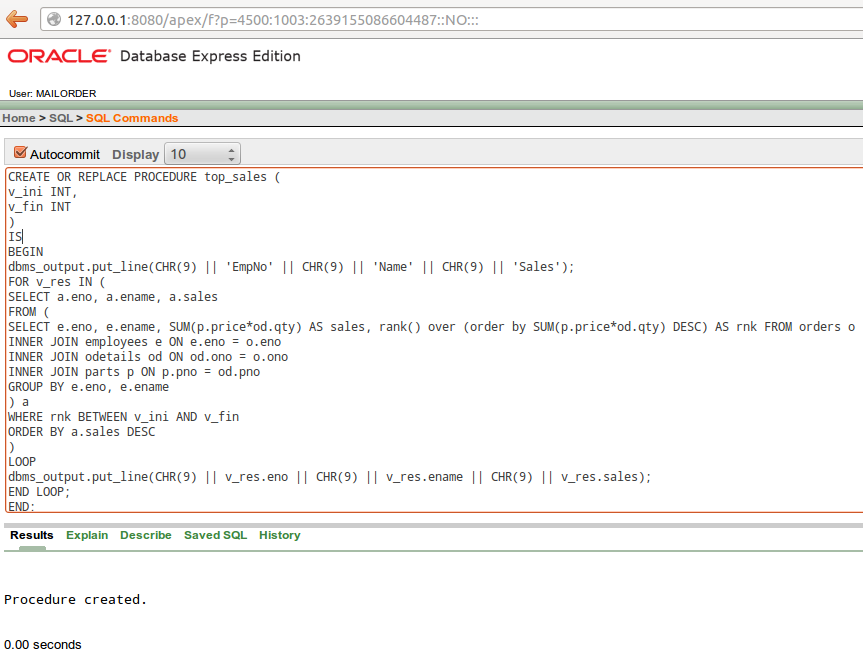 127.0.0.1:8080/apex/f?p=4500:1003:2639155086604487::NO:::
ORACLE Database Express Edition
User: MAILORDER
Home > SQL > SQL Commands
Autocommit Display 10
CREATE OR REPLACE PROCEDURE top_sales (
v_ini INT,
v_fin INT
)
IS
BEGIN
dbms_output.put_line(CHR(9) || 'EmpNo' || CHR(9) || 'Name' || CHR(9) || 'Sales');
FOR v_res IN (
SELECT a.eno, a.ename, a.sales
FROM (
SELECT e.eno, e.ename, SUM(p.price*od.qty) AS sales, rank() over (order by SUM(p.price*od.qty) DESC) AS rnk FROM orders o
INNER JOIN employees e ON e.eno = o.eno
INNER JOIN odetails od ON od.ono = o.ono
INNER JOIN parts p ON p.pno = od.pno
GROUP BY e.eno, e.ename
) a
WHERE rnk BETWEEN v_ini AND v_fin
ORDER BY a.sales DESC
)
LOOP
dbms_output.put_line(CHR(9) || v_res.eno || CHR(9) || v_res.ename || CHR(9) || v_res.sales);
END LOOP;
END;
Results Explain Describe Saved SQL History
Procedure created.
0.00 seconds